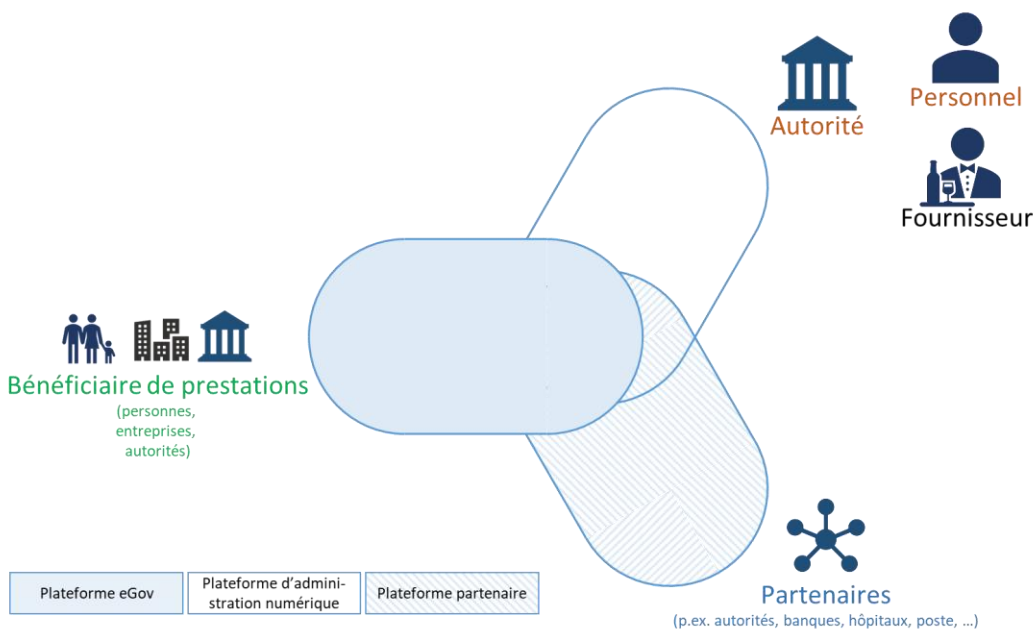 Personnel
Autorité
Fournisseur
Bénéficiaire de prestations
(personnes,
entreprises,
autorités)
Plateforme eGov
Plateforme d'admini-
stration numérique
Plateforme partenaire
Partenaires
(p.ex. autorités, banques, hôpitaux, poste, ...)